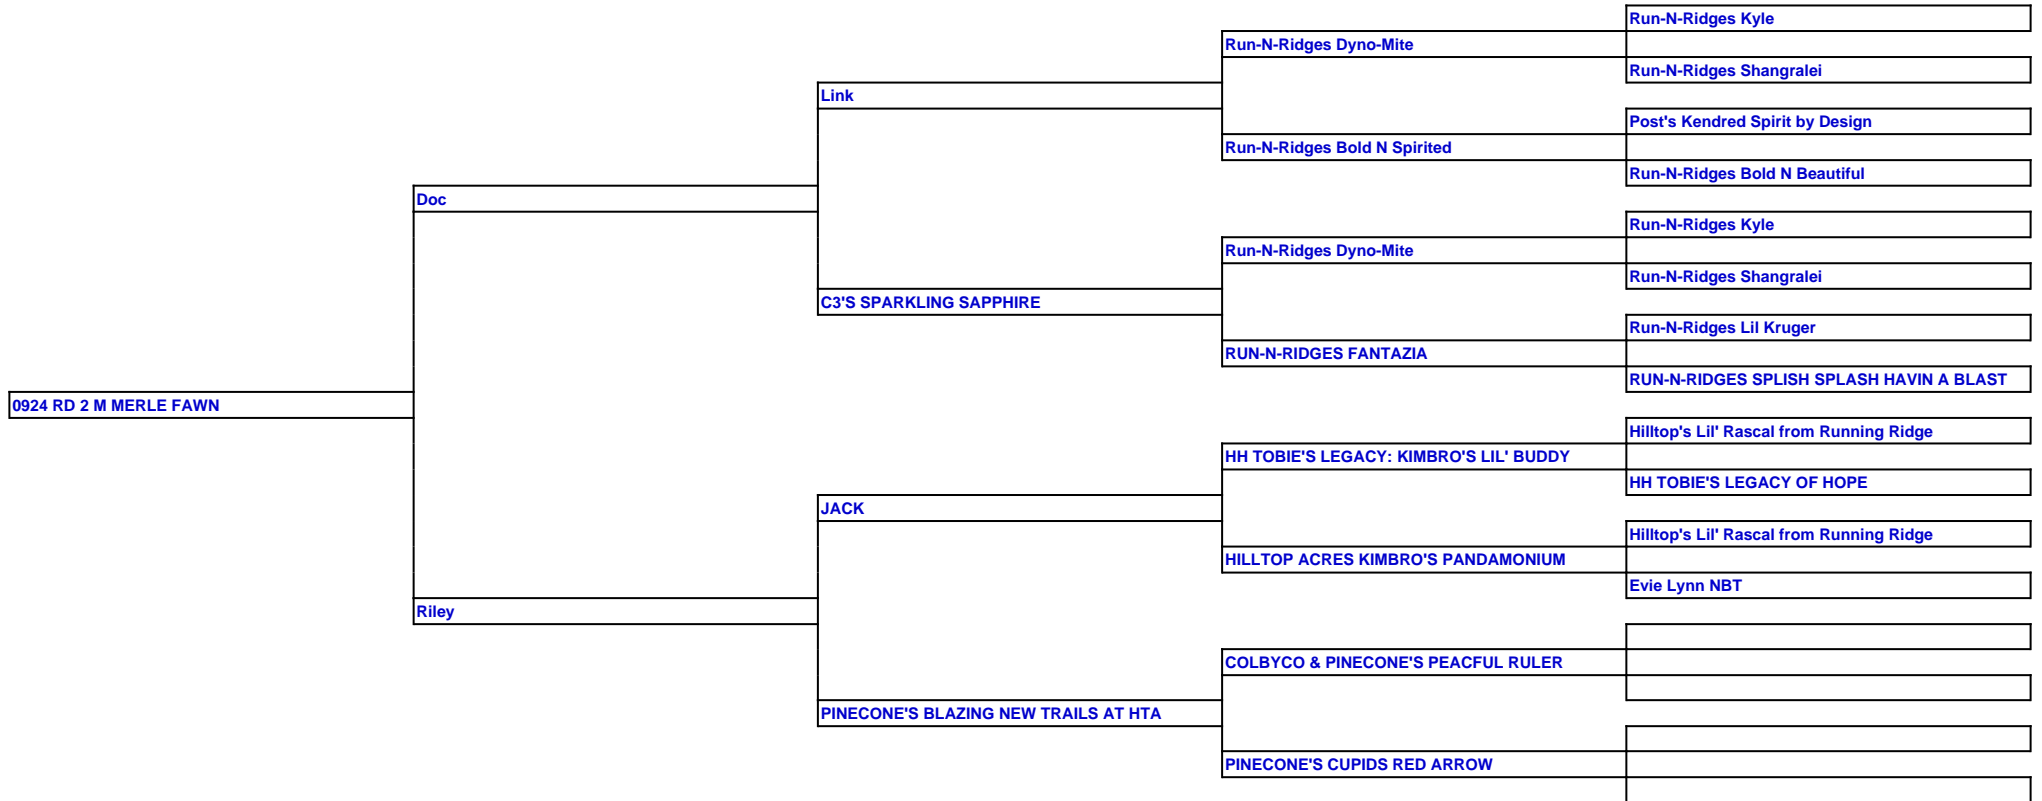 Run-N-Ridges Kyle
Run-N-Ridges Dyno-Mite
Run-N-Ridges Shangralei
Link
Post's Kendred Spirit by Design
Run-N-Ridges Bold N Spirited
Run-N-Ridges Bold N Beautiful
Doc
Run-N-Ridges Kyle
Run-N-Ridges Dyno-Mite
Run-N-Ridges Shangralei
C3'S SPARKLING SAPPHIRE
Run-N-Ridges Lil Kruger
RUN-N-RIDGES FANTAZIA
RUN-N-RIDGES SPLISH SPLASH HAVIN A BLAST
0924 RD 2 M MERLE FAWN
Hilltop's Lil' Rascal from Running Ridge
HH TOBIE'S LEGACY: KIMBRO'S LIL' BUDDY
HH TOBIE'S LEGACY OF HOPE
JACK
Hilltop's Lil' Rascal from Running Ridge
HILLTOP ACRES KIMBRO'S PANDAMONIUM
Evie Lynn NBT
Riley
COLBYCO & PINECONE'S PEACFUL RULER
PINECONE'S BLAZING NEW TRAILS AT HTA
PINECONE'S CUPIDS RED ARROW